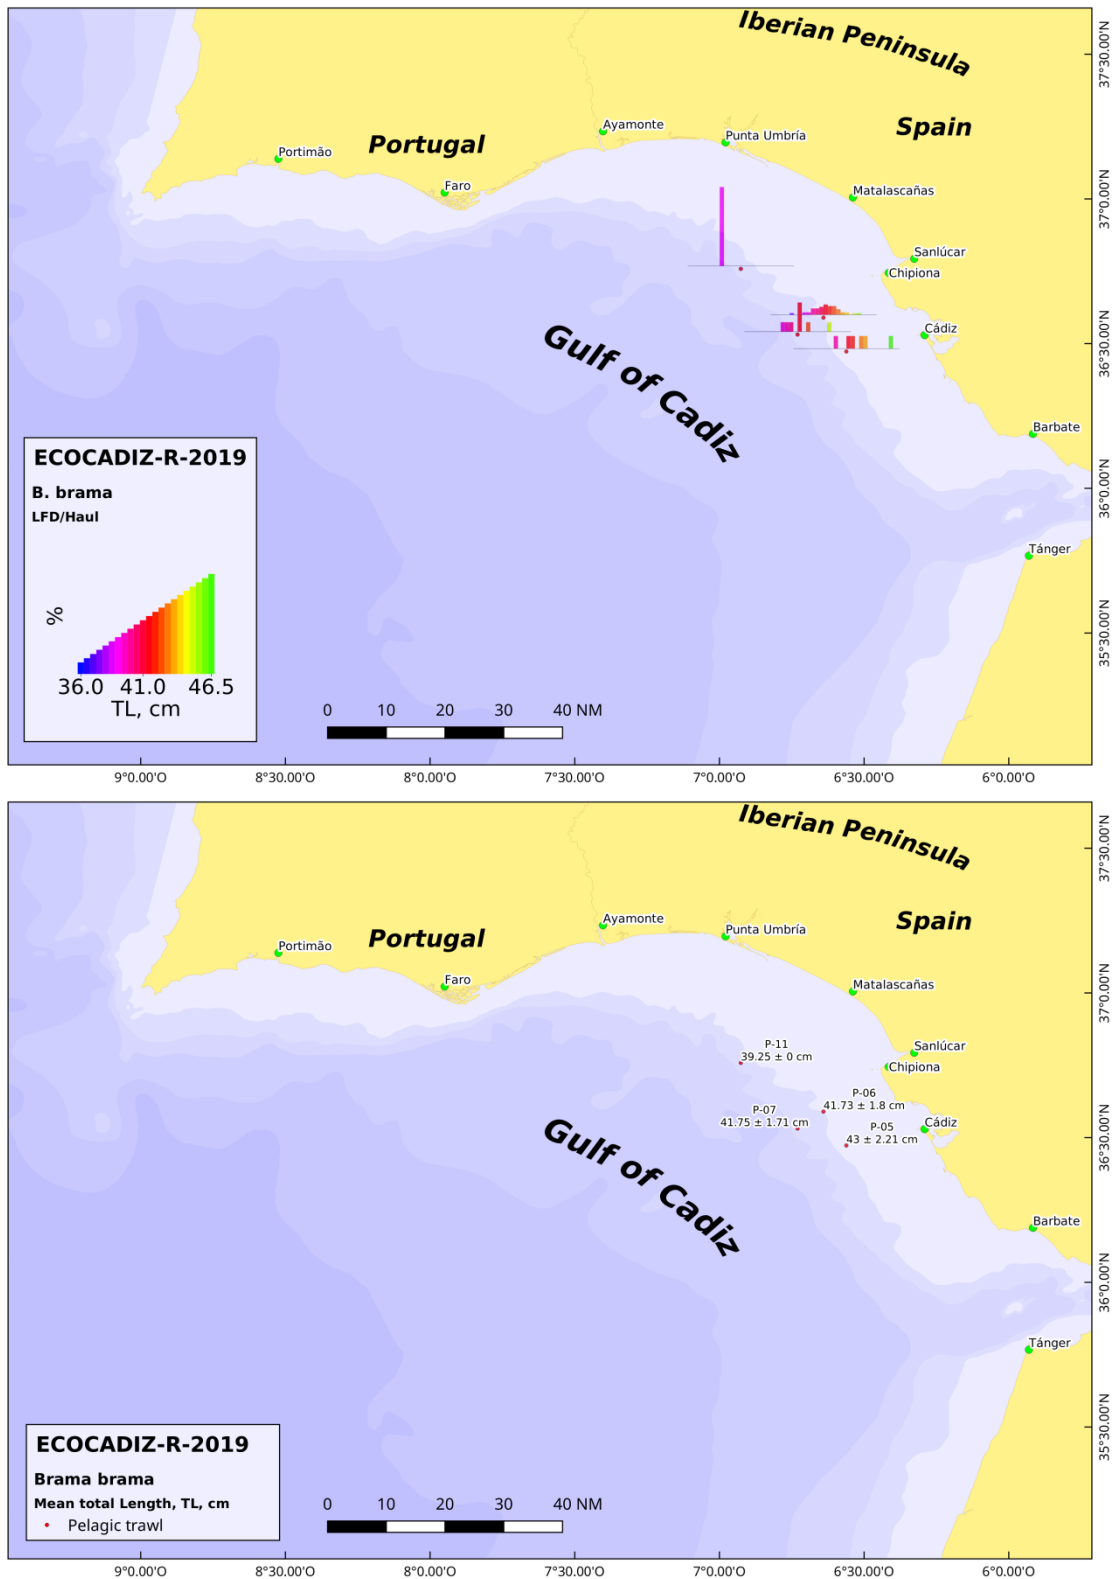 Iberian Peninsula
Spain
Portugal
Ayamonte
Punta Umbría
Portimão
Faro
Matalascañas
Sanlúcar
Chipiona
Cádiz
Gulf of Cadiz
Barbate
Tánger
ECOCADIZ-R-2019
B. brama
LFD/Haul
%
36.0 41.0 46.5
TL, cm
0 10 20 30 40 NM
37°30.00'N
37°0.00'N
36°30.00'N
36°0.00'N
35°30.00'N
9°0.00'O 8°30.00'O 8°0.00'O 7°30.00'O 7°0.00'O 6°30.00'O 6°0.00'O
Iberian Peninsula
Spain
Portugal
Ayamonte
Punta Umbría
Portimão
Faro
Matalascañas
Sanlúcar
Chipiona
P-11
39.25 ± 0 cm
P-06
41.73 ± 1.8 cm
P-07
41.75 ± 1.71 cm
P-05
43 ± 2.21 cm
Cádiz
Gulf of Cadiz
Barbate
Tánger
ECOCADIZ-R-2019
Brama brama
Mean total Length, TL, cm
Pelagic trawl
0 10 20 30 40 NM
37°30.00'N
37°0.00'N
36°30.00'N
36°0.00'N
35°30.00'N
9°0.00'O 8°30.00'O 8°0.00'O 7°30.00'O 7°0.00'O 6°30.00'O 6°0.00'O